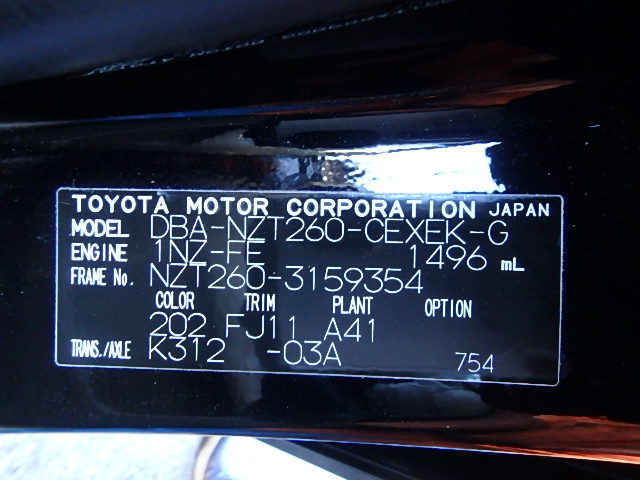 TOYOTA MOTOR CORPORATION JAPAN
MODEL DBA-NZT260-CEXEK-G
ENGINE 1NZ-FE 1496 mL
FRAME No. NZT260-3159354
COLOR TRIM PLANT OPTION
202 FJ11 A41
TRANS./AXLE K312 -03A 754